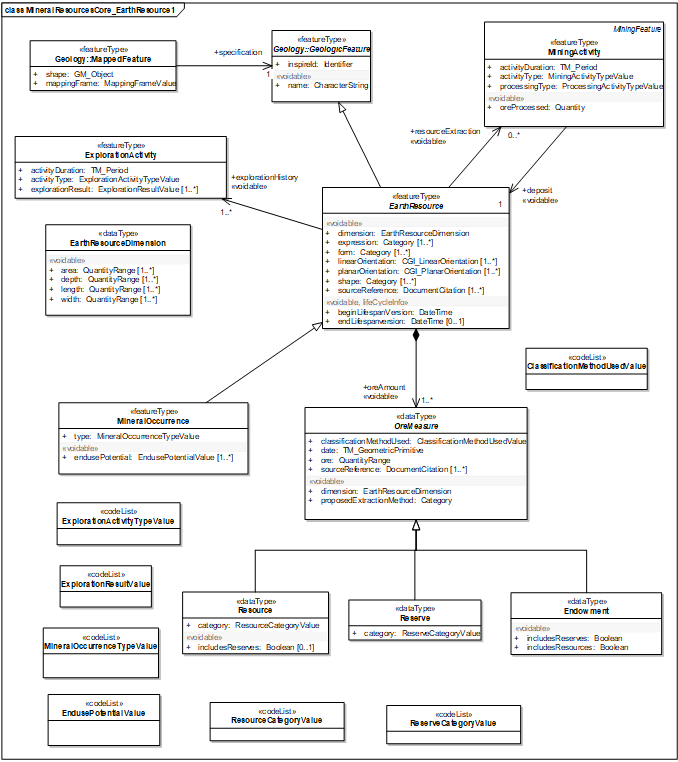 class MineralResourcesCore_EarthResource1
«featureType»
Geology::MappedFeature
+ shape: GM_Object
+ mappingFrame: MappingFrameValue
+specification
1
«featureType»
Geology::GeologicFeature
+ inspireId: Identifier
«voidable»
+ name: CharacterString
MiningFeature
«featureType»
MiningActivity
+ activityDuration: TM_Period
+ activityType: MiningActivityTypeValue
+ processingType: ProcessingActivityTypeValue
«voidable»
+ oreProcessed: Quantity
+resourceExtraction
«voidable»
0..*
«featureType»
ExplorationActivity
+ activityDuration: TM_Period
+ activityType: ExplorationActivityTypeValue
+ explorationResult: ExplorationResultValue [1..*]
+explorationHistory
«voidable»
1..*
+deposit
«voidable»
1
«featureType»
EarthResource
«voidable»
+ dimension: EarthResourceDimension
+ expression: Category [1..*]
+ form: Category [1..*]
+ linearOrientation: CGI_LinearOrientation [1..*]
+ planarOrientation: CGI_PlanarOrientation [1..*]
+ shape: Category [1..*]
+ sourceReference: DocumentCitation [1..*]
«voidable, lifeCycleInfo»
+ beginLifespanVersion: DateTime
+ endLifespanversion: DateTime [0..1]
«dataType»
EarthResourceDimension
«voidable»
+ area: QuantityRange [1..*]
+ depth: QuantityRange [1..*]
+ length: QuantityRange [1..*]
+ width: QuantityRange [1..*]
«codeList»
ClassificationMethodUsedValue
+oreAmount
«voidable»
1..*
«featureType»
MineralOccurrence
+ type: MineralOccurrenceTypeValue
«voidable»
+ endusePotential: EndusePotentialValue [1..*]
«dataType»
OreMeasure
+ classificationMethodUsed: ClassificationMethodUsedValue
+ date: TM_GeometricPrimitive
+ ore: QuantityRange
+ sourceReference: DocumentCitation [1..*]
«voidable»
+ dimension: EarthResourceDimension
+ proposedExtractionMethod: Category
«codeList»
ExplorationActivityTypeValue
«codeList»
ExplorationResultValue
«dataType»
Resource
+ category: ResourceCategoryValue
«voidable»
+ includesReserves: Boolean [0..1]
«dataType»
Reserve
+ category: ReserveCategoryValue
«dataType»
Endowment
«voidable»
+ includesReserves: Boolean
+ includesResources: Boolean
«codeList»
MineralOccurrenceTypeValue
«codeList»
EndusePotentialValue
«codeList»
ResourceCategoryValue
«codeList»
ReserveCategoryValue